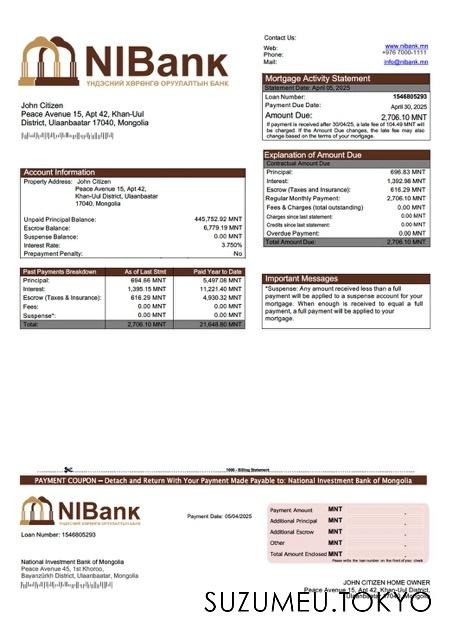 Contact Us:
Web: www.nibank.mn
Phone: +976 7000-1111
Mail: info@nibank.mn
NIBank
ҮНДЭСНИЙ ХӨРӨНГӨ ОРУУЛАЛТЫН БАНК
John Citizen
Peace Avenue 15, Apt 42, Khan-Uul
District, Ulaanbaatar 17040, Mongolia
Mortgage Activity Statement
Statement Date: April 05, 2025
Loan Number: 1546805293
Payment Due Date: April 30, 2025
Amount Due: 2,706.10 MNT
If payment is received after 30/04/25, a late fee of 104.49 MNT will
be charged. If the Amount Due changes, the late fee may also
change based on the terms of your mortgage.
Account Information
Property Address: John Citizen
Peace Avenue 15, Apt 42,
Khan-Uul District, Ulaanbaatar
17040, Mongolia
Unpaid Principal Balance: 445,752.92 MNT
Escrow Balance: 6,779.19 MNT
Suspense Balance: 0.00 MNT
Interest Rate: 3.750%
Prepayment Penalty: No
Explanation of Amount Due
Contractual Amount Due
Principal: 696.83 MNT
Interest: 1,392.98 MNT
Escrow (Taxes and Insurance): 616.29 MNT
Regular Monthly Payment: 2,706.10 MNT
Fees & Charges (total outstanding) 0.00 MNT
Charges since last statement: 0.00 MNT
Credits since last statement: 0.00 MNT
Overdue Payment: 0.00 MNT
Total Amount Due: 2,706.10 MNT
Past Payments Breakdown As of Last Stmt Paid Year to Date
Principal: 694.66 MNT 5,497.08 MNT
Interest: 1,395.15 MNT 11,221.40 MNT
Escrow (Taxes & Insurance): 616.29 MNT 4,930.32 MNT
Fees: 0.00 MNT 0.00 MNT
Suspense*: 0.00 MNT 0.00 MNT
Total: 2,706.10 MNT 21,648.80 MNT
Important Messages
*Suspense: Any amount received less than a full
payment will be applied to a suspense account for your
mortgage. When enough is received to equal a full
payment, a full payment will be applied to your
mortgage.
Billing Statement
PAYMENT COUPON – Detach and Return With Your Payment Made Payable to: National Investment Bank of Mongolia
NIBank
ҮНДЭСНИЙ ХӨРӨНГӨ ОРУУЛАЛТЫН БАНК
Payment Date: 05/04/2025
Loan Number: 1546805293
Payment Amount MNT
Additional Principal MNT
Additional Escrow MNT
Other MNT
Total Amount Enclosed MNT
Please write the loan number on the front of your check
National Investment Bank of Mongolia
Peace Avenue 45, 1st Khoroo,
Bayanzürkh District, Ulaanbaatar, Mongolia
JOHN CITIZEN HOME OWNER
Peace Avenue 15, Apt 42, Khan-Uul District,
Ulaanbaatar 17040, Mongolia
SUZUMEU.TOKYO